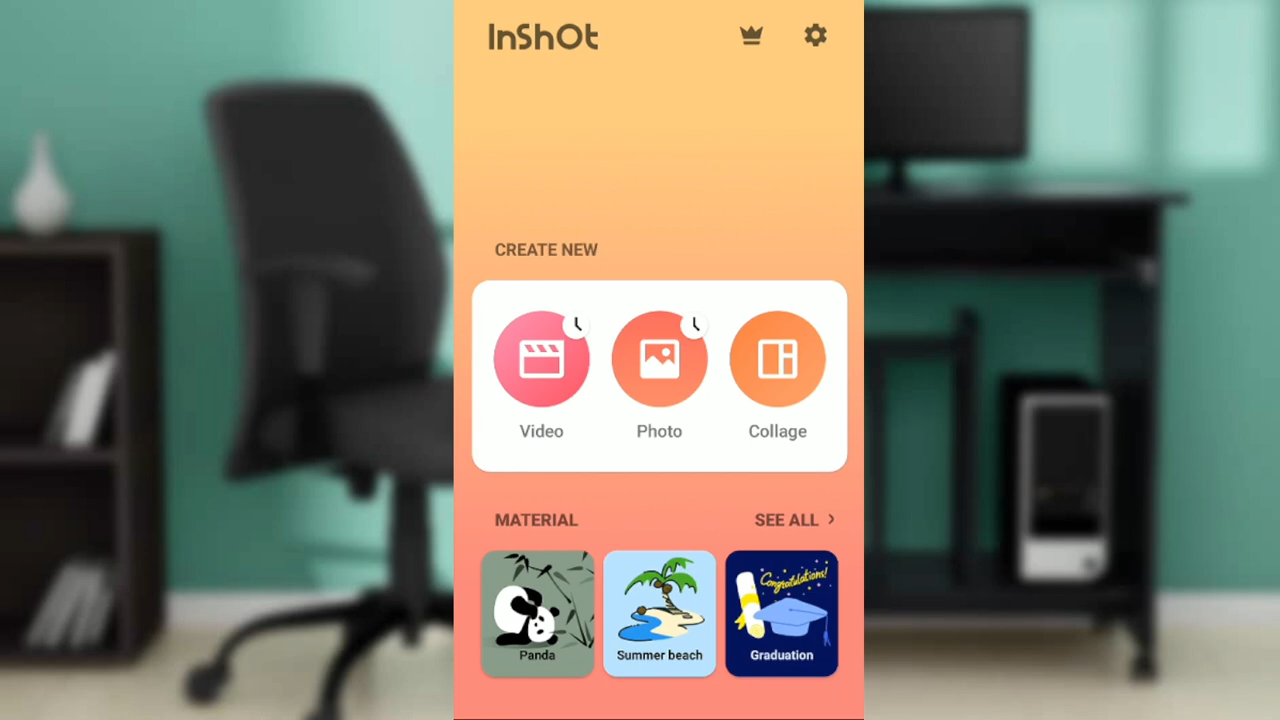 InShOt
CREATE NEW
Video Photo Collage
MATERIAL SEE ALL >
Congratulations!
Panda Summer beach Graduation